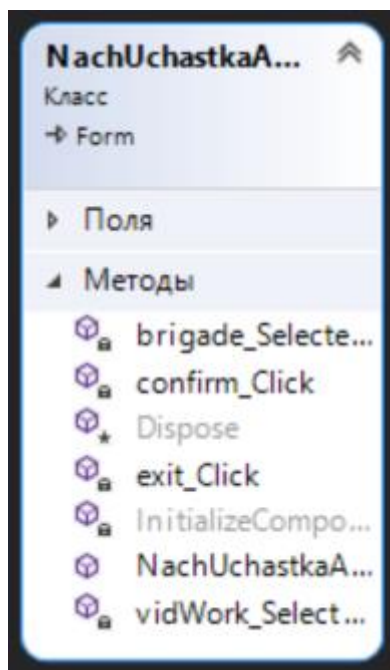 NachUchastkaA...
Класс
Form
Поля
Методы
brigade_Selecte...
confirm_Click
Dispose
exit_Click
InitializeCompo...
NachUchastkaA...
vidWork_Select...